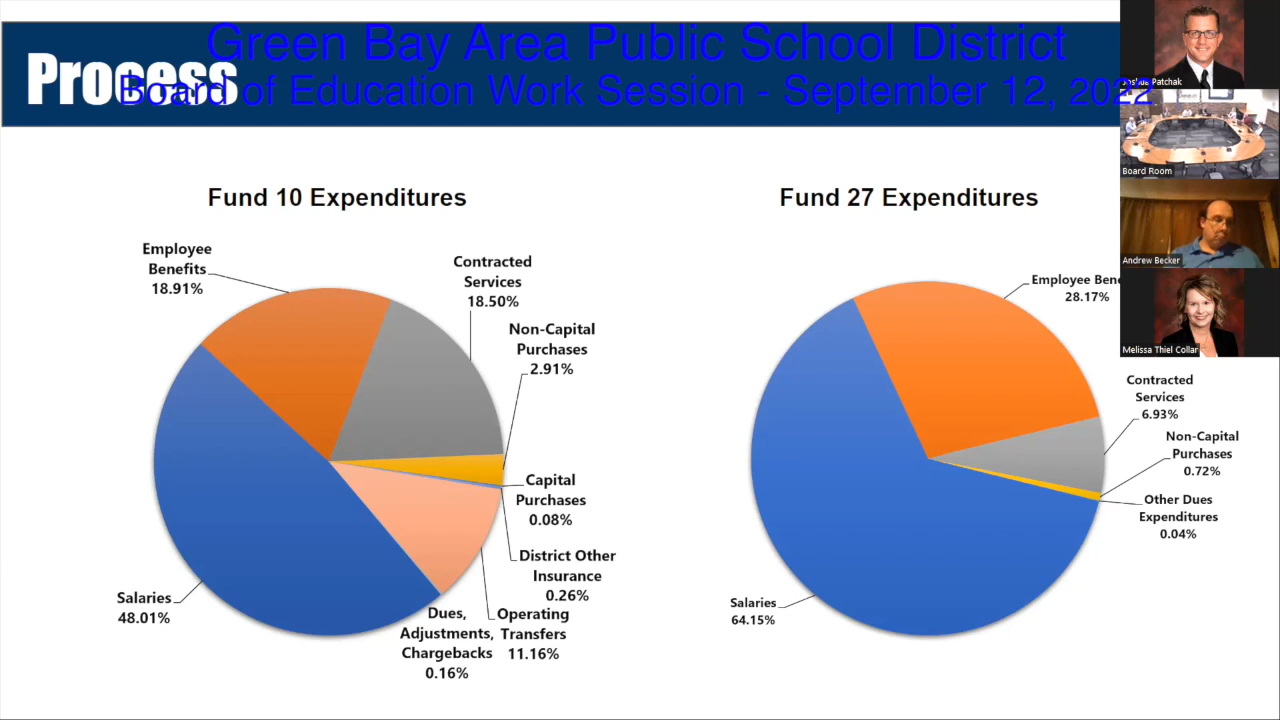 Green Bay Area Public School District
Process
Board of Education Work Session - September 12, 2022
Joshua Patchak
Board Room
Andrew Becker
Melissa Thiel Collar
Fund 10 Expenditures
Employee
Benefits
18.91%
Contracted
Services
18.50%
Non-Capital
Purchases
2.91%
Capital
Purchases
0.08%
District Other
Insurance
0.26%
Operating
Transfers
11.16%
Dues,
Adjustments,
Chargebacks
0.16%
Salaries
48.01%
Fund 27 Expenditures
Employee Bene
28.17%
Contracted
Services
6.93%
Non-Capital
Purchases
0.72%
Other Dues
Expenditures
0.04%
Salaries
64.15%